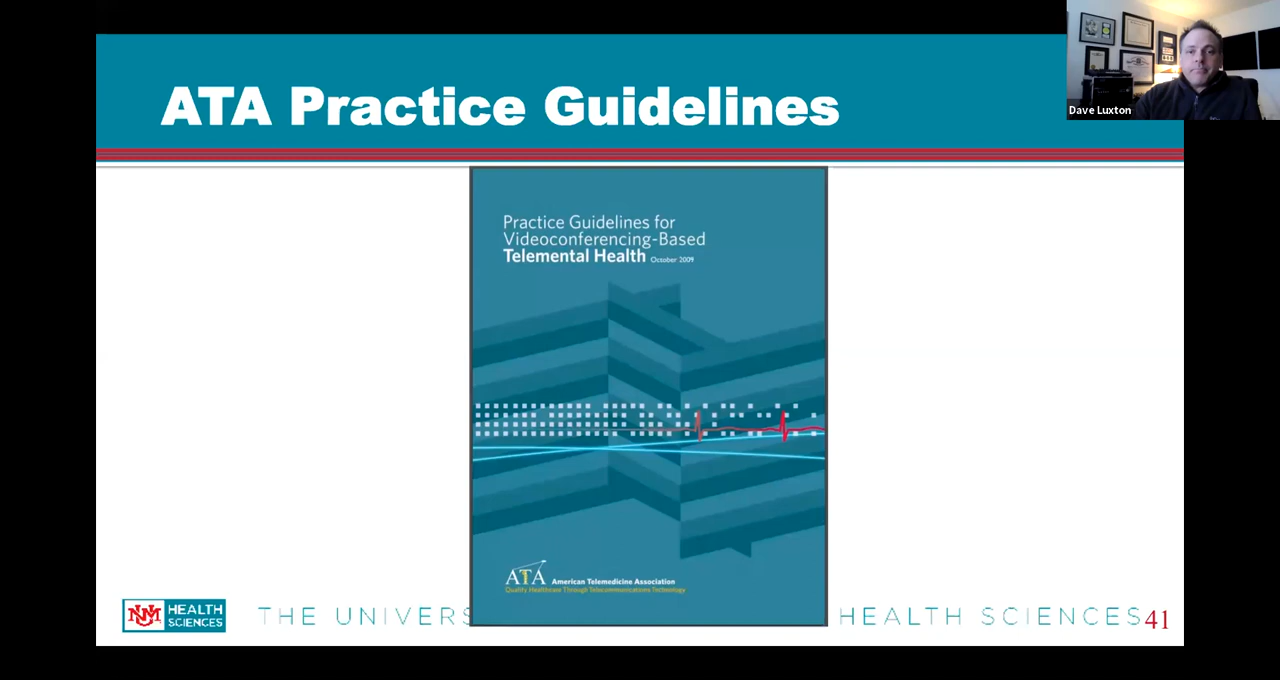 ATA Practice Guidelines
Dave Luxton
Practice Guidelines for
Videoconferencing-Based
Telemental Health October 2009
ATA American Telemedicine Association
Quality Healthcare Through Telecommunications Technology
UNM HEALTH
SCIENCES
THE UNIVERS
HEALTH SCIENCES 41